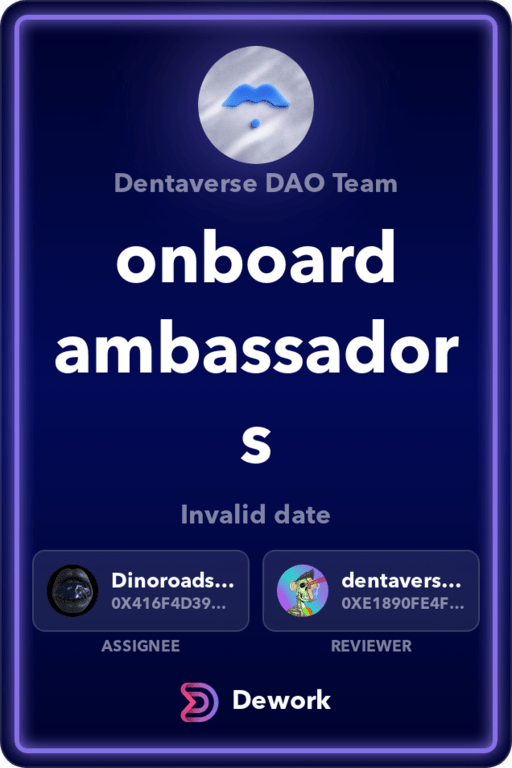 Dentaverse DAO Team
onboard
ambassador
s
Invalid date
Dinoroads...
0X416F4D39...
dentavers...
0XE1890FE4F...
ASSIGNEE
REVIEWER
Dework